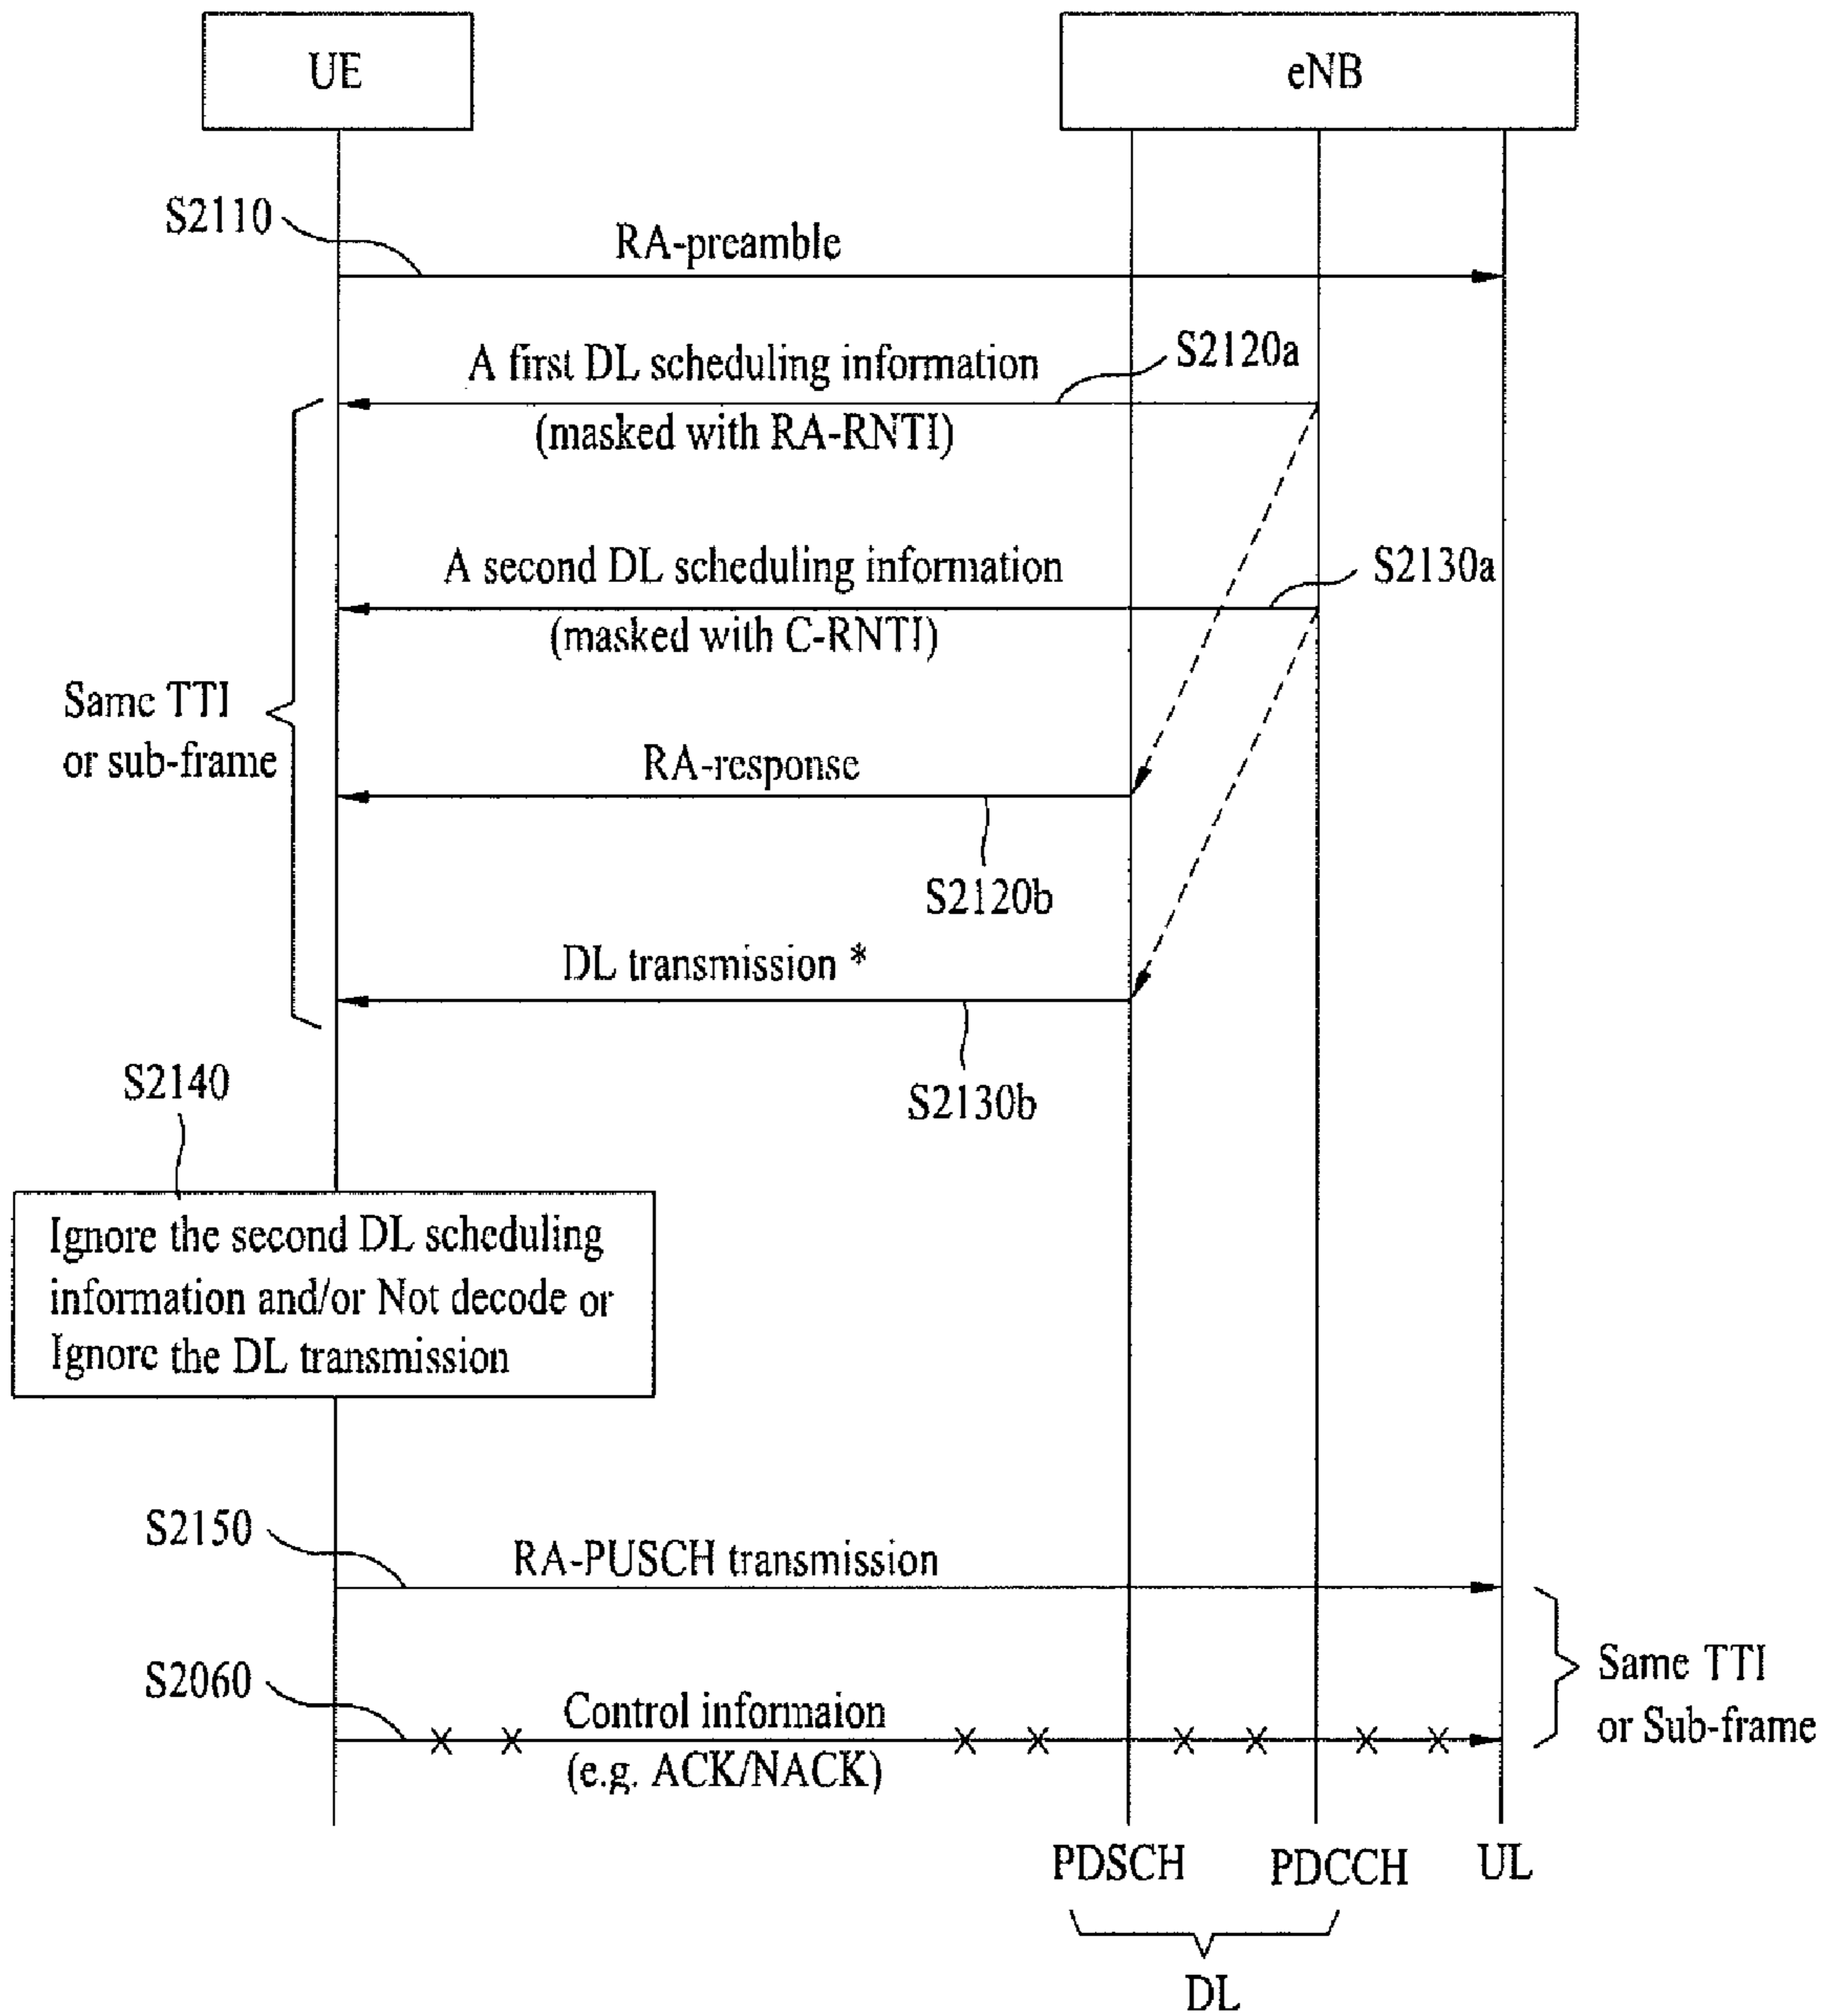 UE
eNB
S2110
RA-preamble
S2120a
A first DL scheduling information
(masked with RA-RNTI)
S2130a
A second DL scheduling information
(masked with C-RNTI)
Same TTI
or sub-frame
RA-response
S2120b
DL transmission *
S2130b
S2140
Ignore the second DL scheduling
information and/or Not decode or
Ignore the DL transmission
S2150
RA-PUSCH transmission
S2060
Control informaion
(e.g. ACK/NACK)
Same TTI
or Sub-frame
PDSCH
PDCCH
UL
DL